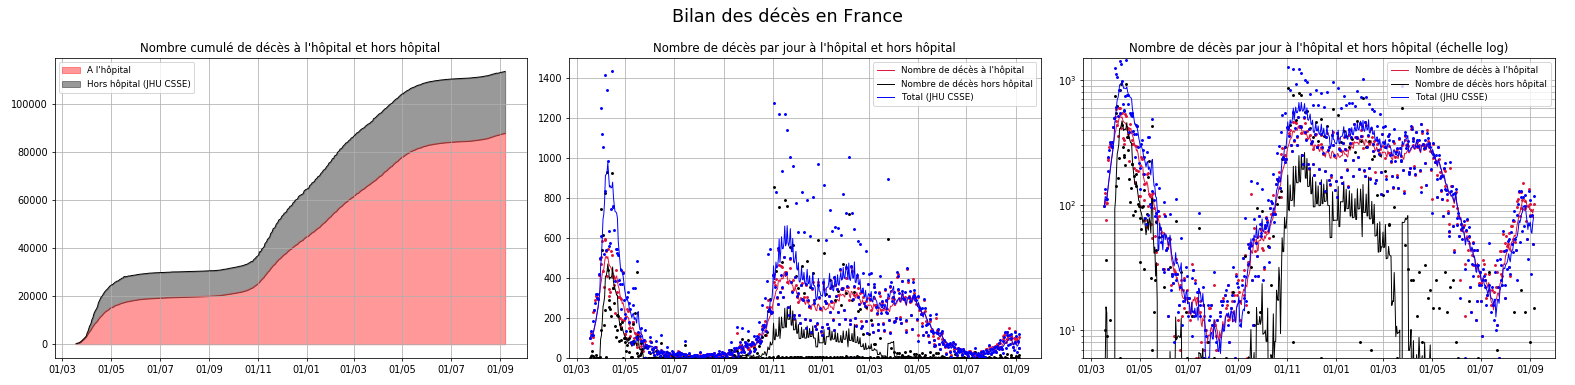 Bilan des décès en France
Nombre cumulé de décès à l'hôpital et hors hôpital
A l'hôpital
Hors hôpital (JHU CSSE)
100000
80000
60000
40000
20000
0
01/03 01/05 01/07 01/09 01/11 01/01 01/03 01/05 01/07 01/09
Nombre de décès par jour à l'hôpital et hors hôpital
Nombre de décès à l'hôpital
Nombre de décès hors hôpital
Total (JHU CSSE)
1400
1200
1000
800
600
400
200
0
01/03 01/05 01/07 01/09 01/11 01/01 01/03 01/05 01/07 01/09
Nombre de décès par jour à l'hôpital et hors hôpital (échelle log)
Nombre de décès à l'hôpital
Nombre de décès hors hôpital
Total (JHU CSSE)
10³
10²
10¹
01/03 01/05 01/07 01/09 01/11 01/01 01/03 01/05 01/07 01/09